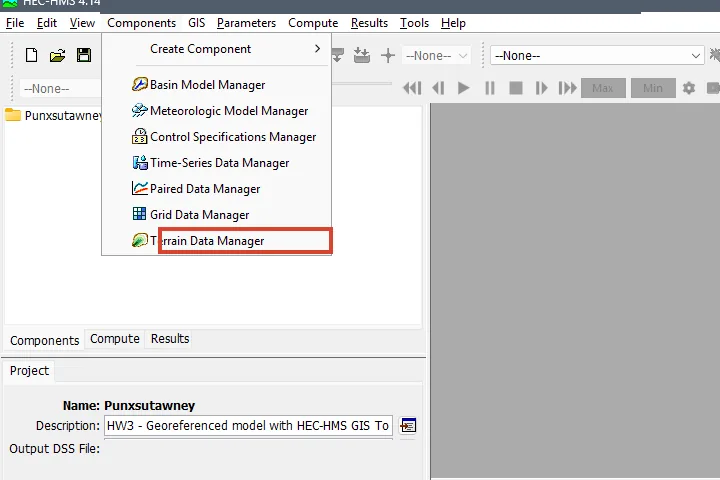 HEC-HMS 4.14
File Edit View Components GIS Parameters Compute Results Tools Help
Create Component
--None-- --None--
--None--
Basin Model Manager
Max Min
Punxsutawney
Meteorologic Model Manager
Control Specifications Manager
Time-Series Data Manager
Paired Data Manager
Grid Data Manager
Terrain Data Manager
Components Compute Results
Project
Name: Punxsutawney
Description: HW3 - Georeferenced model with HEC-HMS GIS To
Output DSS File: